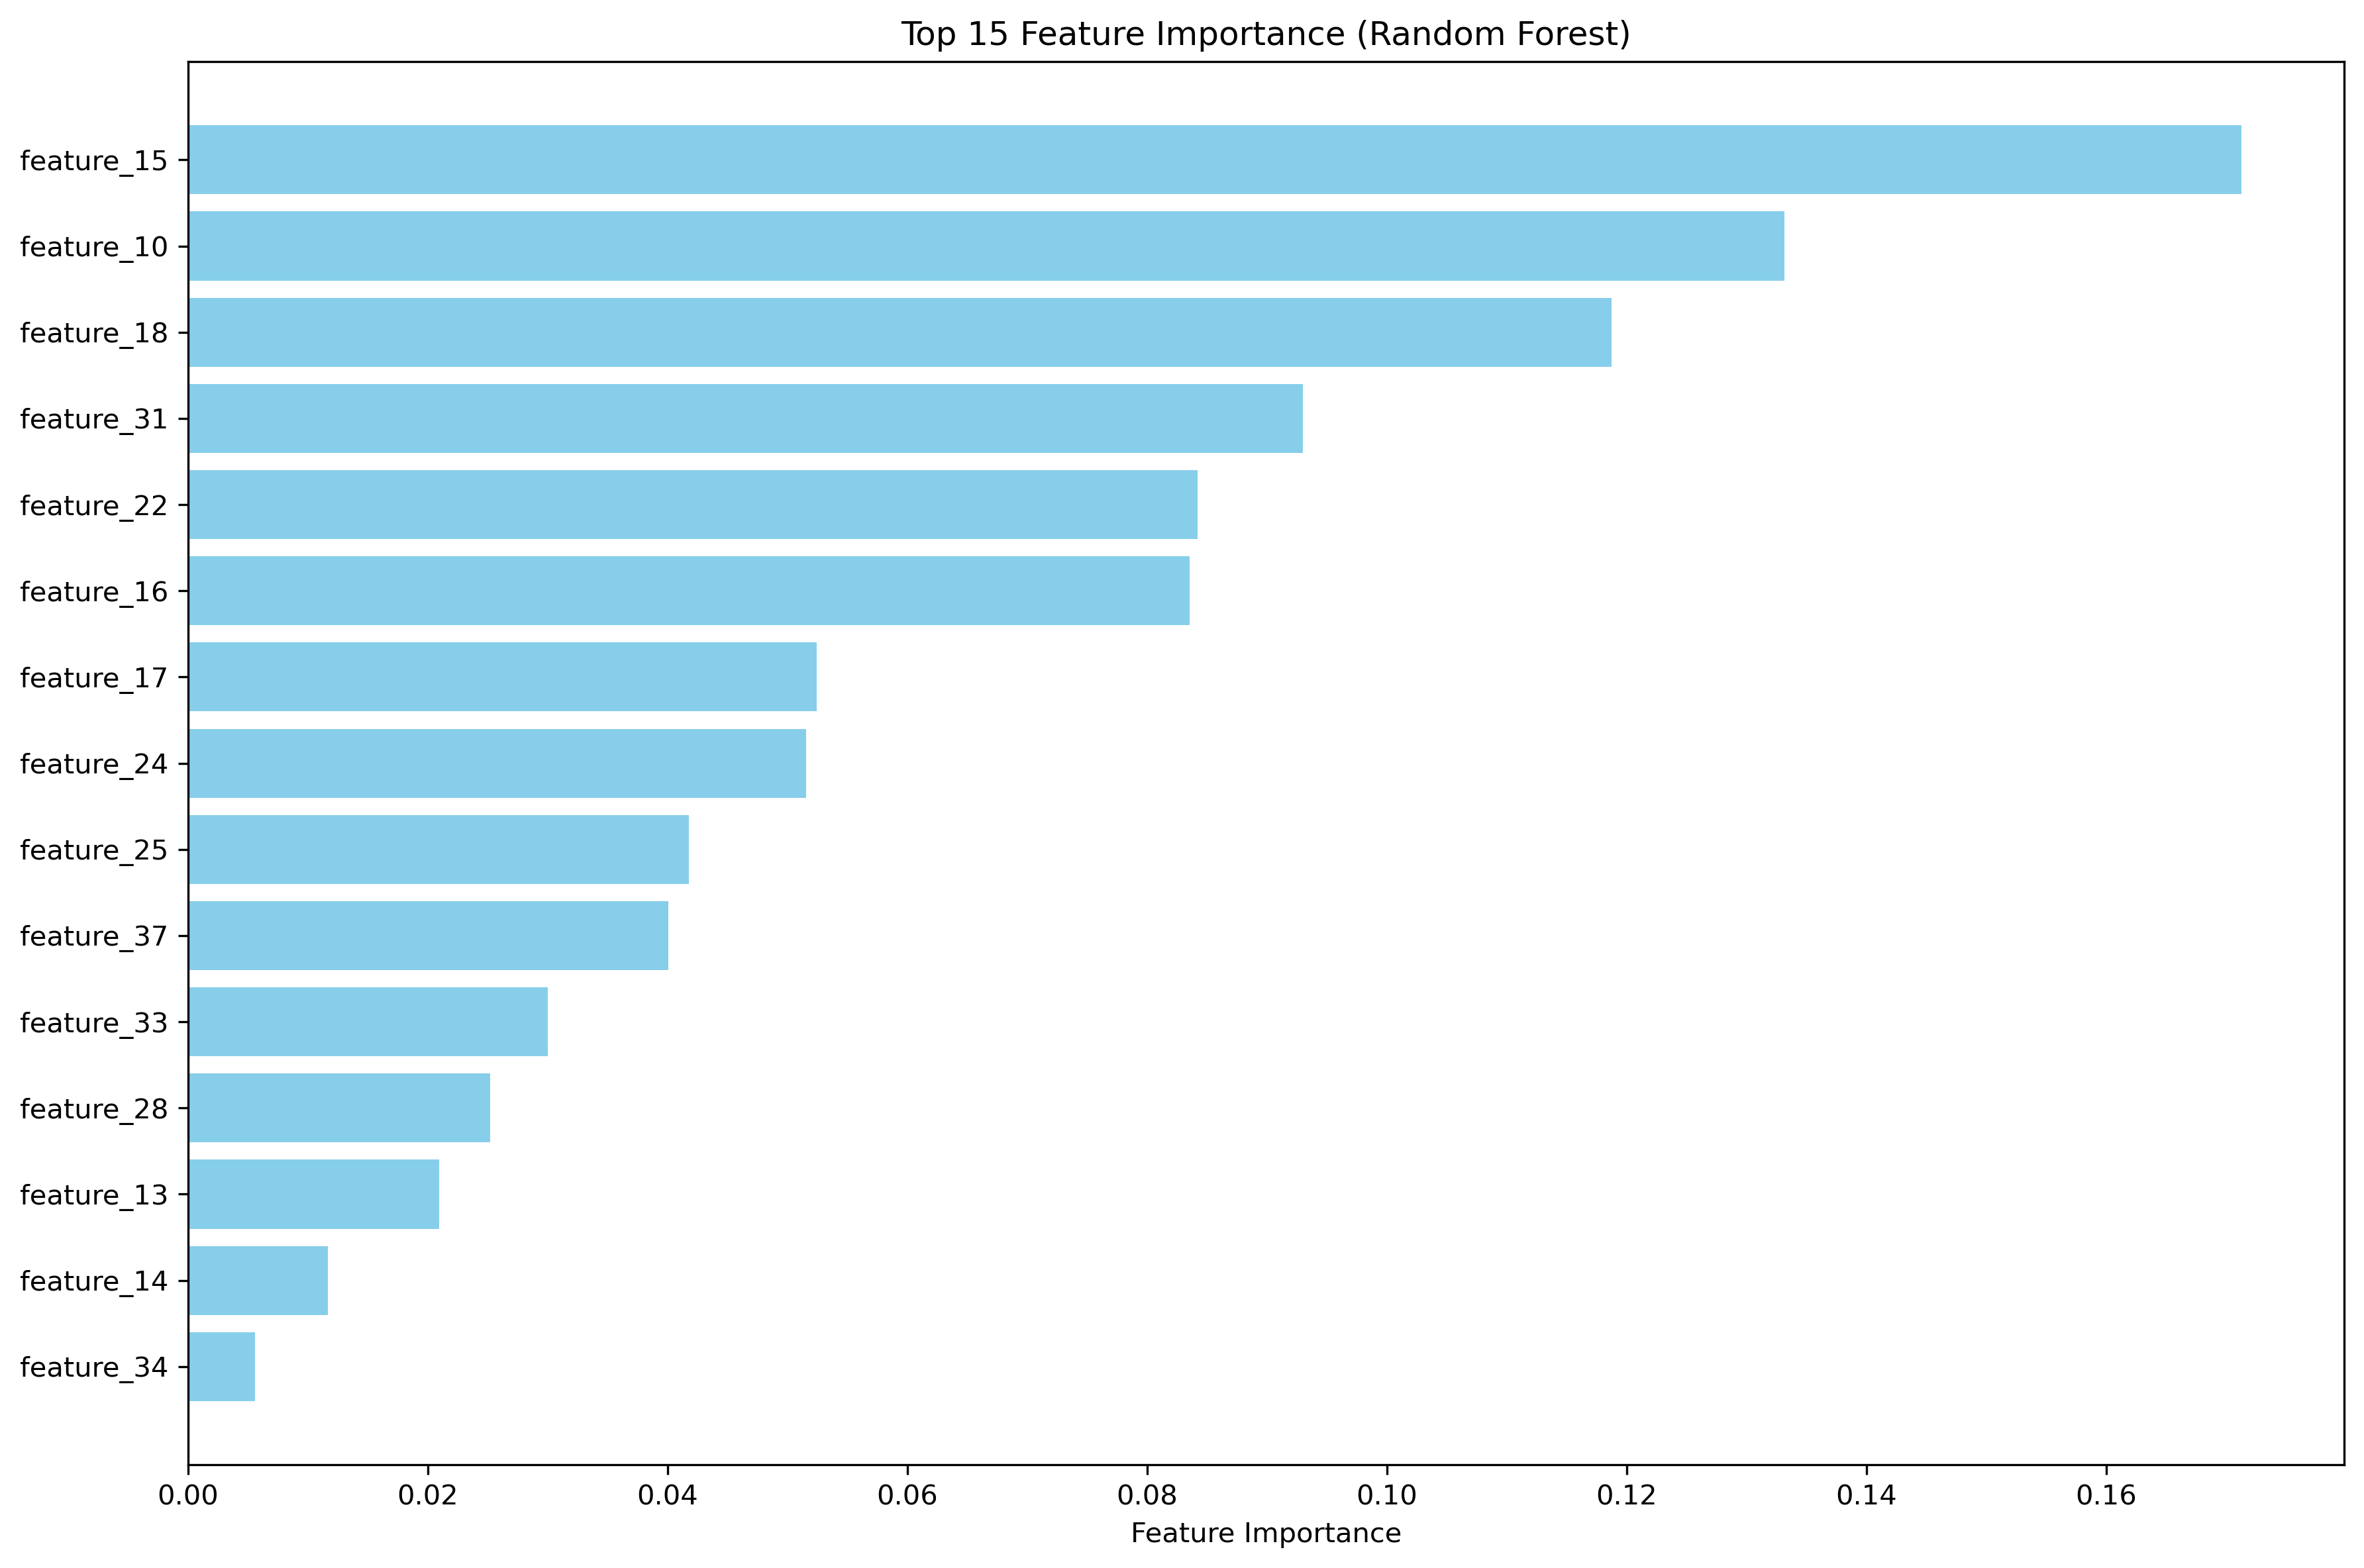 Top 15 Feature Importance (Random Forest)
feature_15
feature_10
feature_18
feature_31
feature_22
feature_16
feature_17
feature_24
feature_25
feature_37
feature_33
feature_28
feature_13
feature_14
feature_34
0.00 0.02 0.04 0.06 0.08 0.10 0.12 0.14 0.16
Feature Importance